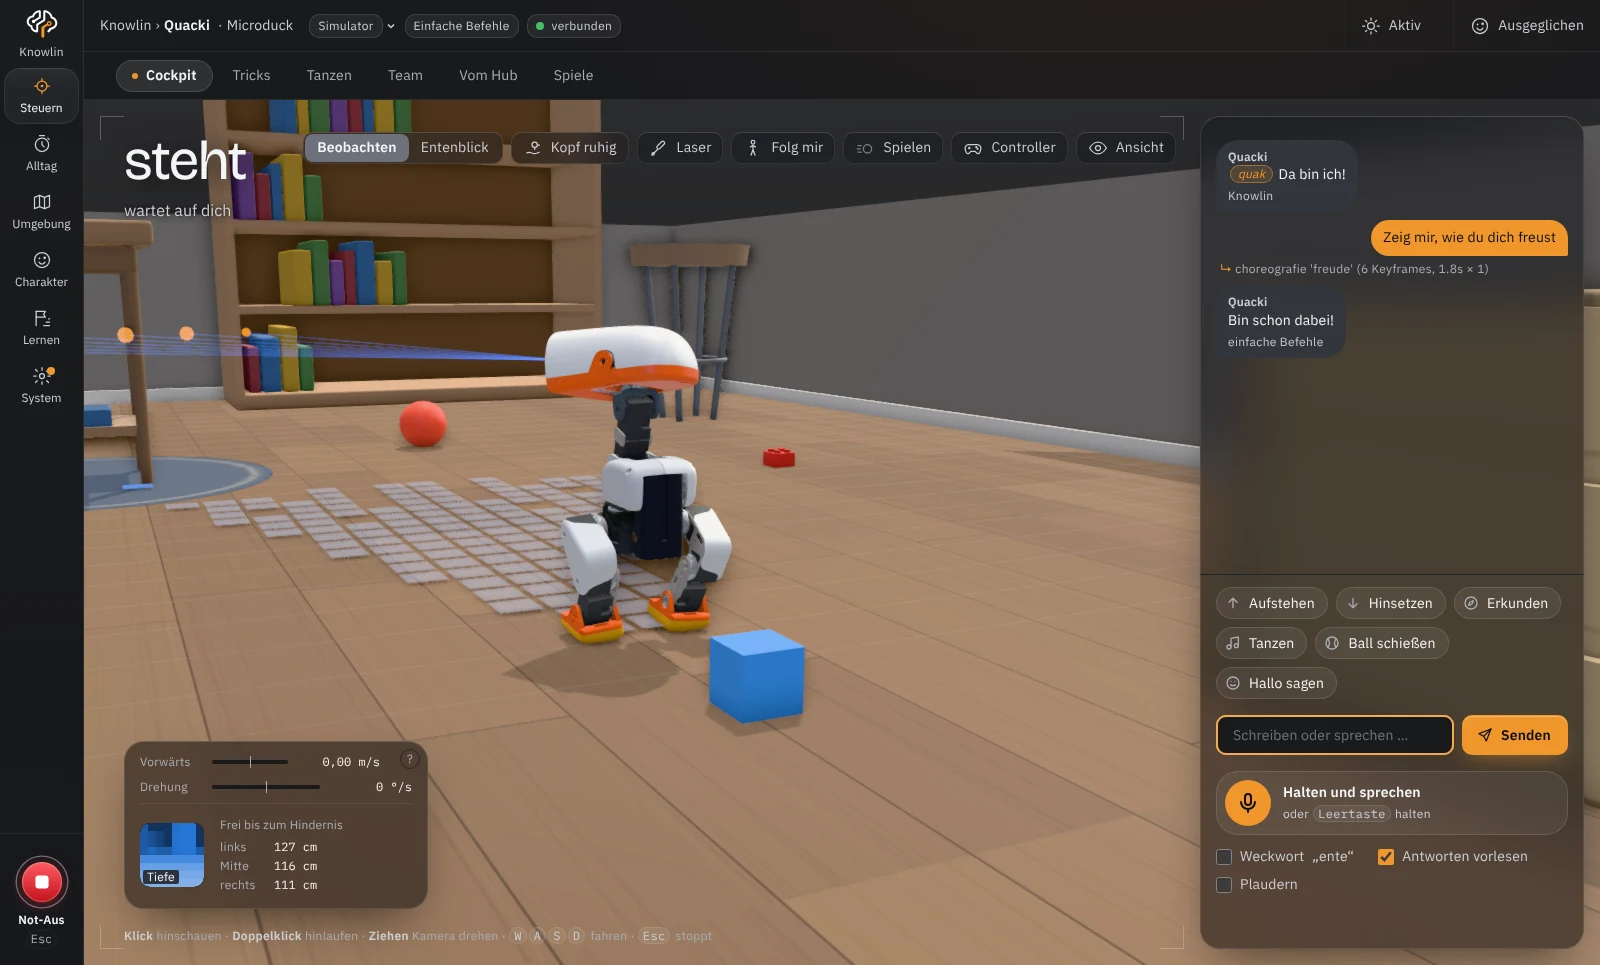 Knowlin
Steuern
Alltag
Umgebung
Charakter
Lernen
System
Not-Aus
Esc
Knowlin › Quacki · Microduck
Simulator
Einfache Befehle
verbunden
Aktiv
Ausgeglichen
Cockpit
Tricks
Tanzen
Team
Vom Hub
Spiele
steht
wartet auf dich
Beobachten
Entenblick
Kopf ruhig
Laser
Folg mir
Spielen
Controller
Ansicht
Vorwärts 0,00 m/s ?
Drehung 0 °/s
Tiefe
Frei bis zum Hindernis
links 127 cm
Mitte 116 cm
rechts 111 cm
Klick hinschauen · Doppelklick hinlaufen · Ziehen Kamera drehen · W A S D fahren · Esc stoppt
Quacki
quak Da bin ich!
Knowlin
Zeig mir, wie du dich freust
↳ choreografie 'freude' (6 Keyframes, 1.8s × 1)
Quacki
Bin schon dabei!
einfache Befehle
Aufstehen
Hinsetzen
Erkunden
Tanzen
Ball schießen
Hallo sagen
Schreiben oder sprechen ...
Senden
Halten und sprechen
oder Leertaste halten
Weckwort „ente“
Antworten vorlesen
Plaudern